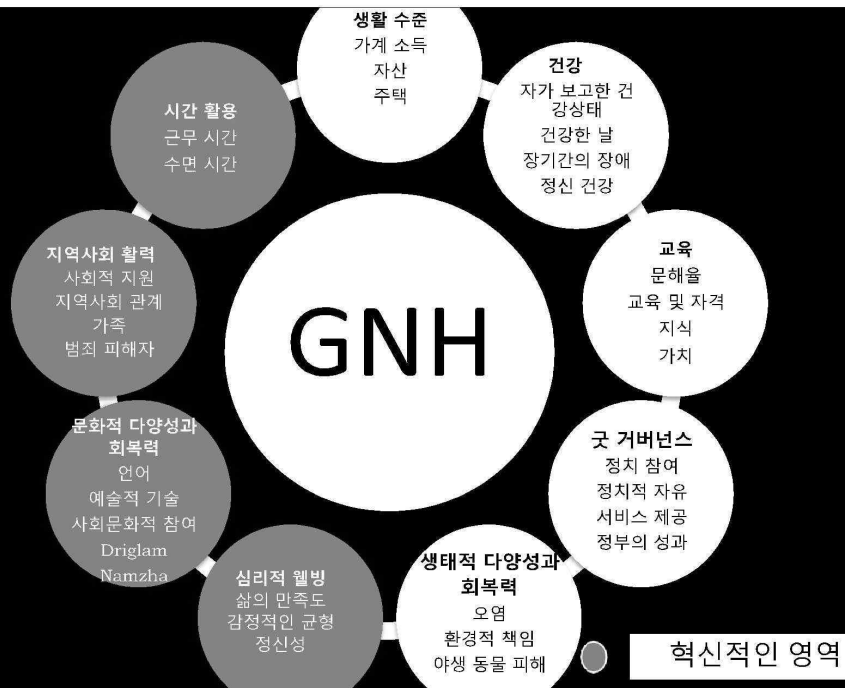 생활 수준
가계 소득
자산
주택
건강
자가 보고한 건
강상태
건강한 날
장기간의 장애
정신 건강
교육
문해율
교육 및 자격
지식
가치
굿 거버넌스
정치 참여
정치적 자유
서비스 제공
정부의 성과
생태적 다양성과
회복력
오염
환경적 책임
야생 동물 피해
심리적 웰빙
삶의 만족도
감정적인 균형
정신성
문화적 다양성과
회복력
언어
예술적 기술
사회문화적 참여
Driglam
Namzha
지역사회 활력
사회적 지원
지역사회 관계
가족
범죄 피해자
시간 활용
근무 시간
수면 시간
GNH
혁신적인 영역